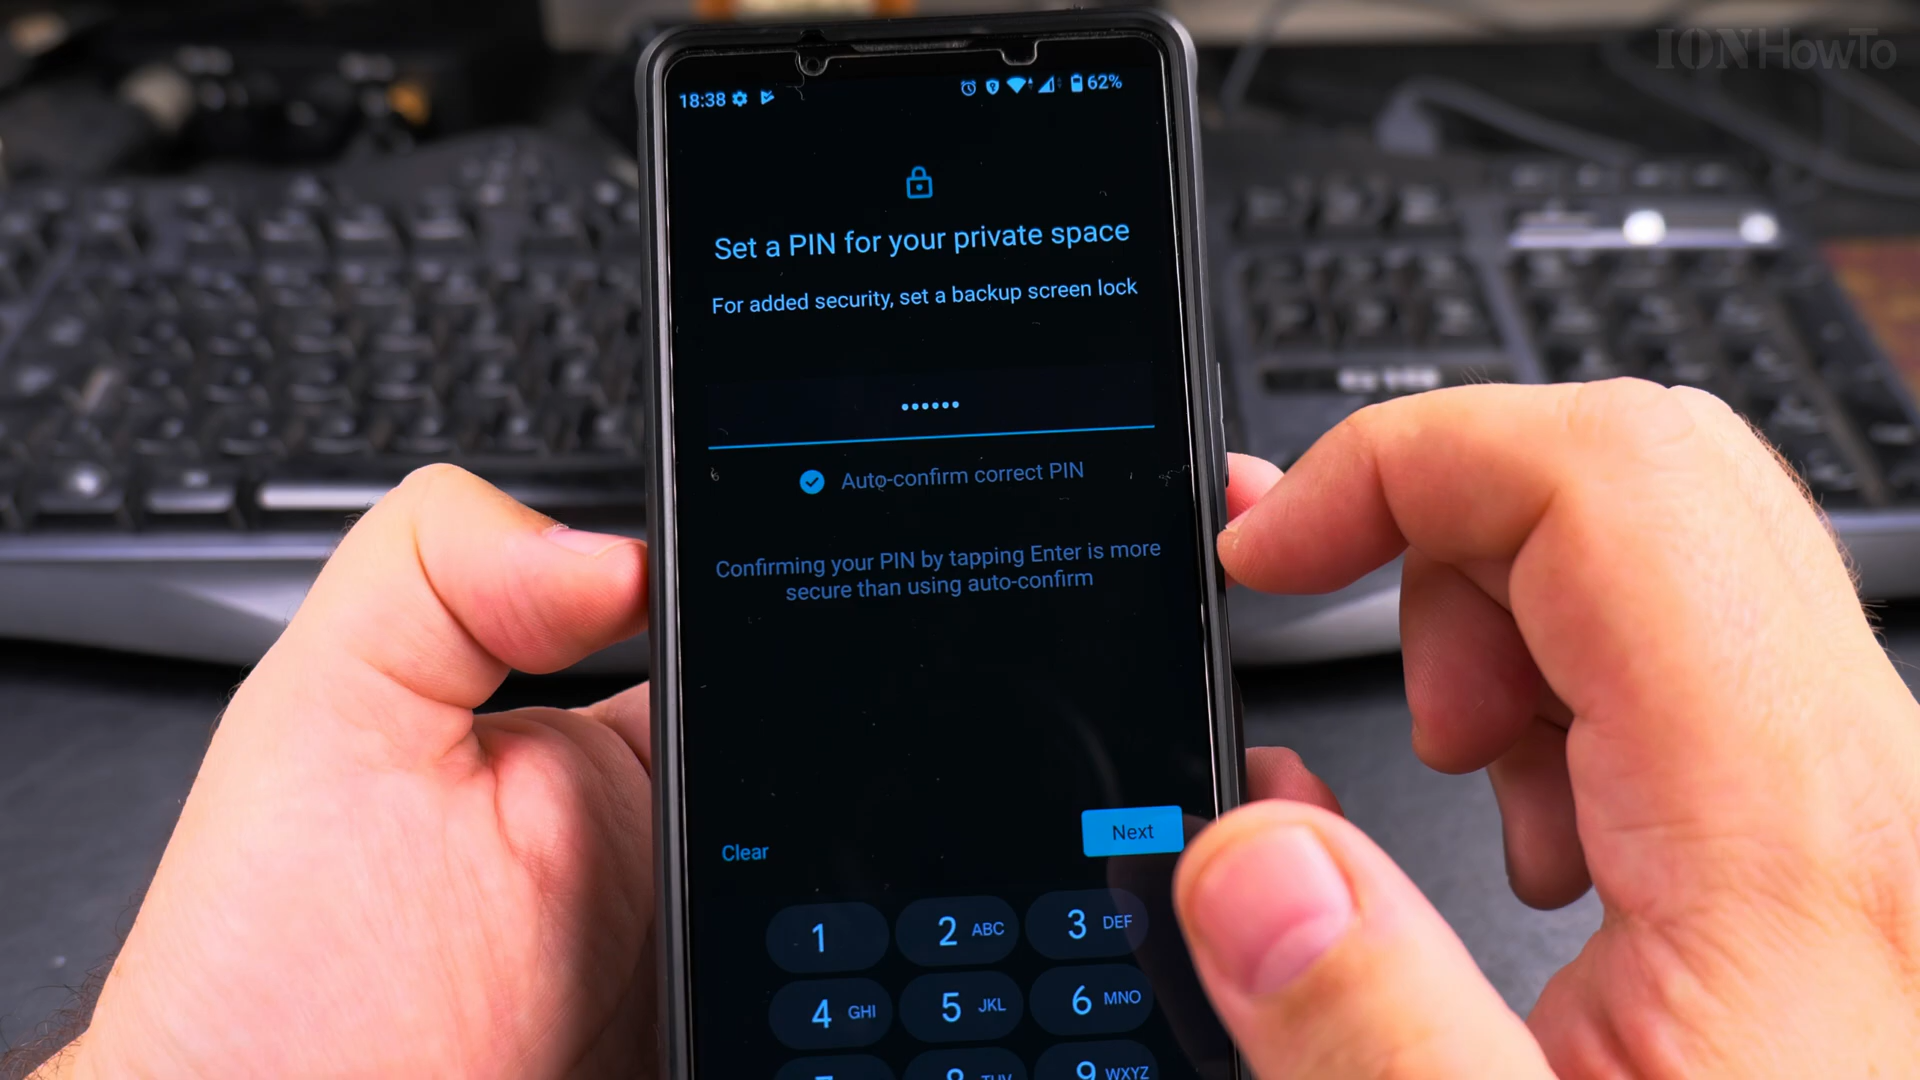 IONHowTo
18:38
62%
Set a PIN for your private space
For added security, set a backup screen lock
••••••
Auto-confirm correct PIN
Confirming your PIN by tapping Enter is more
secure than using auto-confirm
Clear
Next
1
2 ABC
3 DEF
4 GHI
5 JKL
6 MNO
9 WXYZ